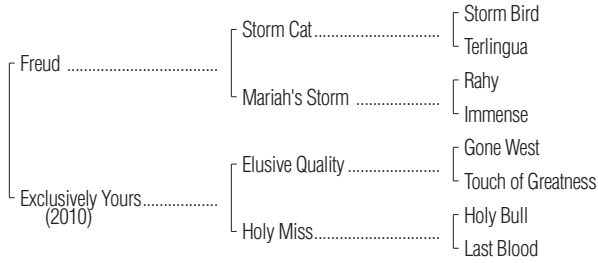 Storm Bird
Storm Cat
Terlingua
Freud
Rahy
Mariah's Storm
Immense
Gone West
Elusive Quality
Touch of Greatness
Exclusively Yours
(2010)
Holy Bull
Holy Miss
Last Blood